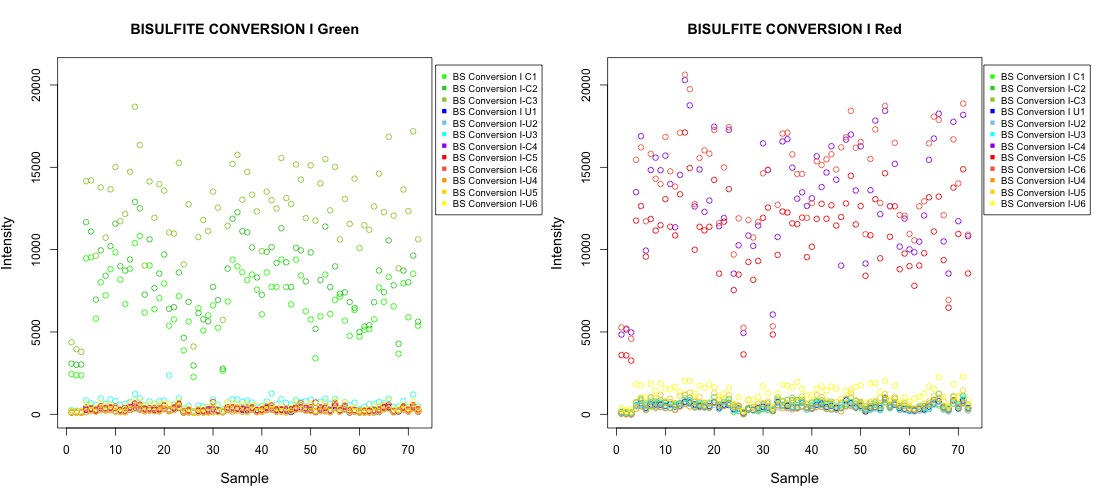 BISULFITE CONVERSION I Green
Intensity
20000
15000
10000
5000
0
0 10 20 30 40 50 60 70
Sample
BS Conversion I C1
BS Conversion I-C2
BS Conversion I-C3
BS Conversion I U1
BS Conversion I-U2
BS Conversion I-U3
BS Conversion I-C4
BS Conversion I-C5
BS Conversion I-C6
BS Conversion I-U4
BS Conversion I-U5
BS Conversion I-U6
BISULFITE CONVERSION I Red
Intensity
20000
15000
10000
5000
0
0 10 20 30 40 50 60 70
Sample
BS Conversion I C1
BS Conversion I-C2
BS Conversion I-C3
BS Conversion I U1
BS Conversion I-U2
BS Conversion I-U3
BS Conversion I-C4
BS Conversion I-C5
BS Conversion I-C6
BS Conversion I-U4
BS Conversion I-U5
BS Conversion I-U6